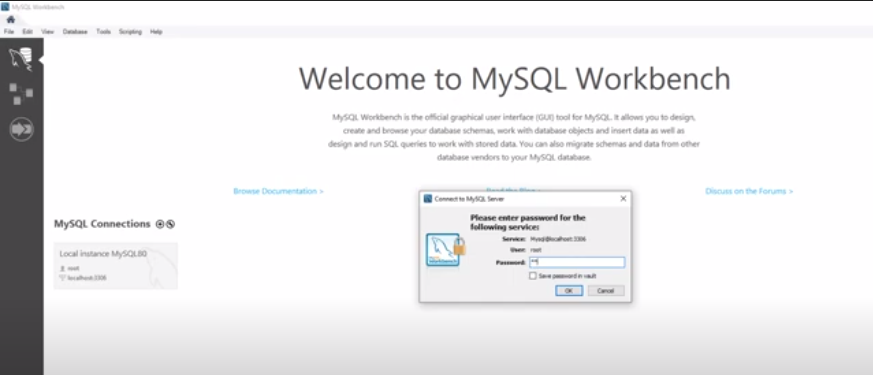 MySQL Workbench
File Edit View Database Tools Scripting Help
Welcome to MySQL Workbench
MySQL Workbench is the official graphical user interface (GUI) tool for MySQL. It allows you to design,
create and browse your database schemas, work with database objects and insert data as well as
design and run SQL queries to work with stored data. You can also migrate schemas and data from other
database vendors to your MySQL database.
Browse Documentation >
Read the Blog >
Discuss on the Forums >
MySQL Connections
Local instance MySQL80
root
localhost:3306
Connect to MySQL Server
Please enter password for the
following service:
Service: Mysql@localhost:3306
User: root
Password: **
Save password in vault
OK Cancel
Workbench